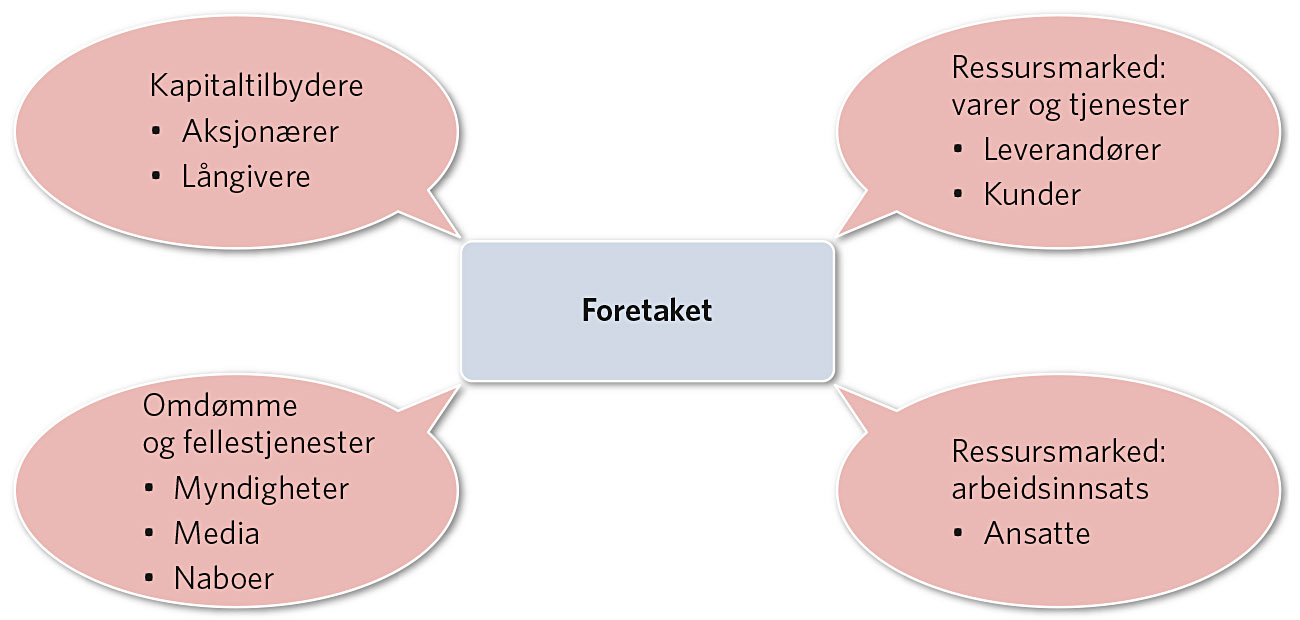 Kapitaltilbydere
• Aksjonærer
• Långivere
Ressursmarked:
varer og tjenester
• Leverandører
• Kunder
Foretaket
Omdømme
og fellestjenester
• Myndigheter
• Media
• Naboer
Ressursmarked:
arbeidsinnsats
• Ansatte